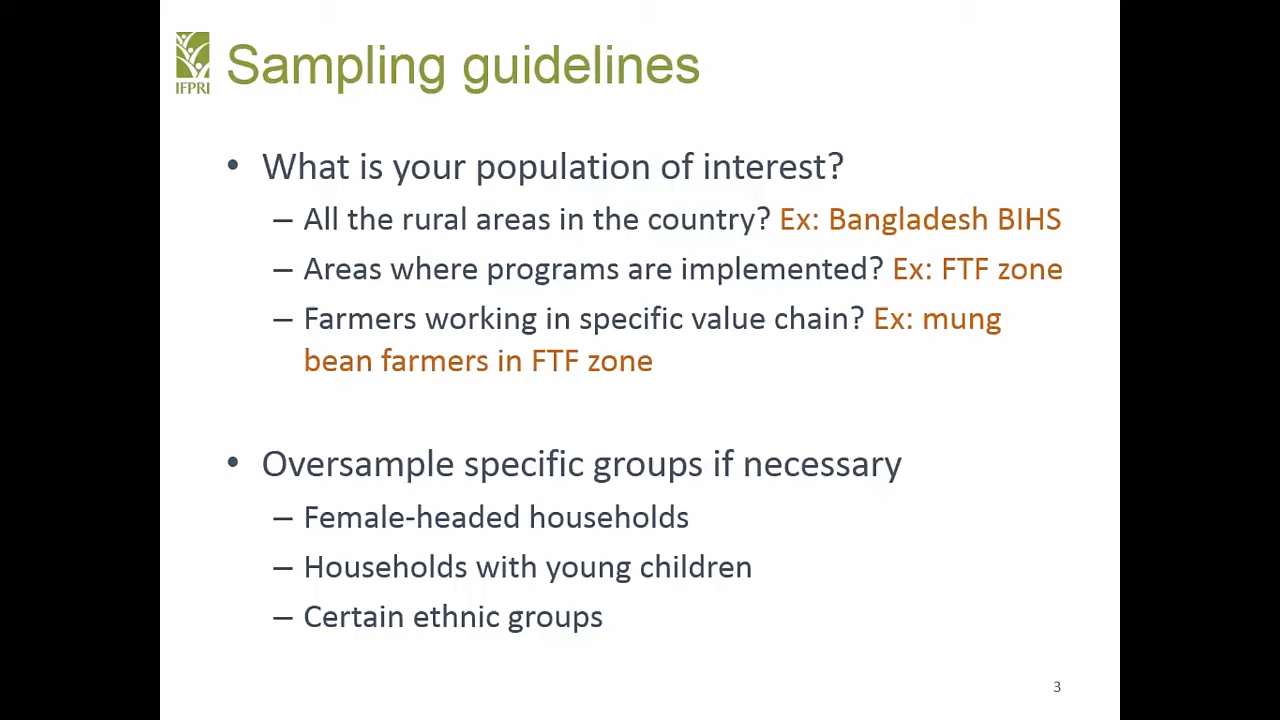 IFPRI
Sampling guidelines
• What is your population of interest?
– All the rural areas in the country? Ex: Bangladesh BIHS
– Areas where programs are implemented? Ex: FTF zone
– Farmers working in specific value chain? Ex: mung
bean farmers in FTF zone
• Oversample specific groups if necessary
– Female-headed households
– Households with young children
– Certain ethnic groups
3